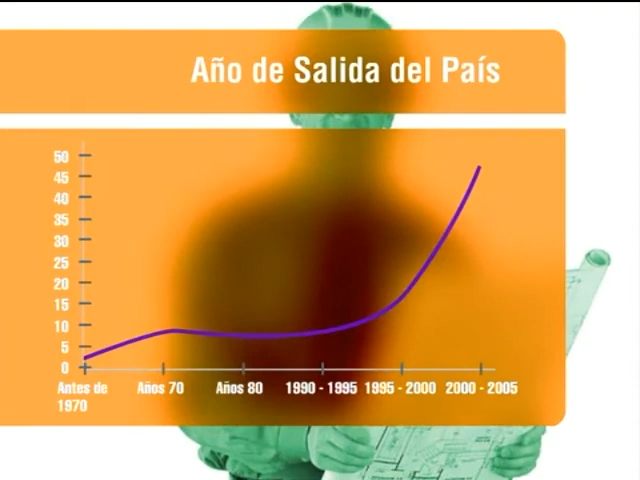 Año de Salida del País
50
45
40
35
30
25
20
15
10
5
0
Antes de
1970
Años 70
Años 80
1990 - 1995
1995 - 2000
2000 - 2005